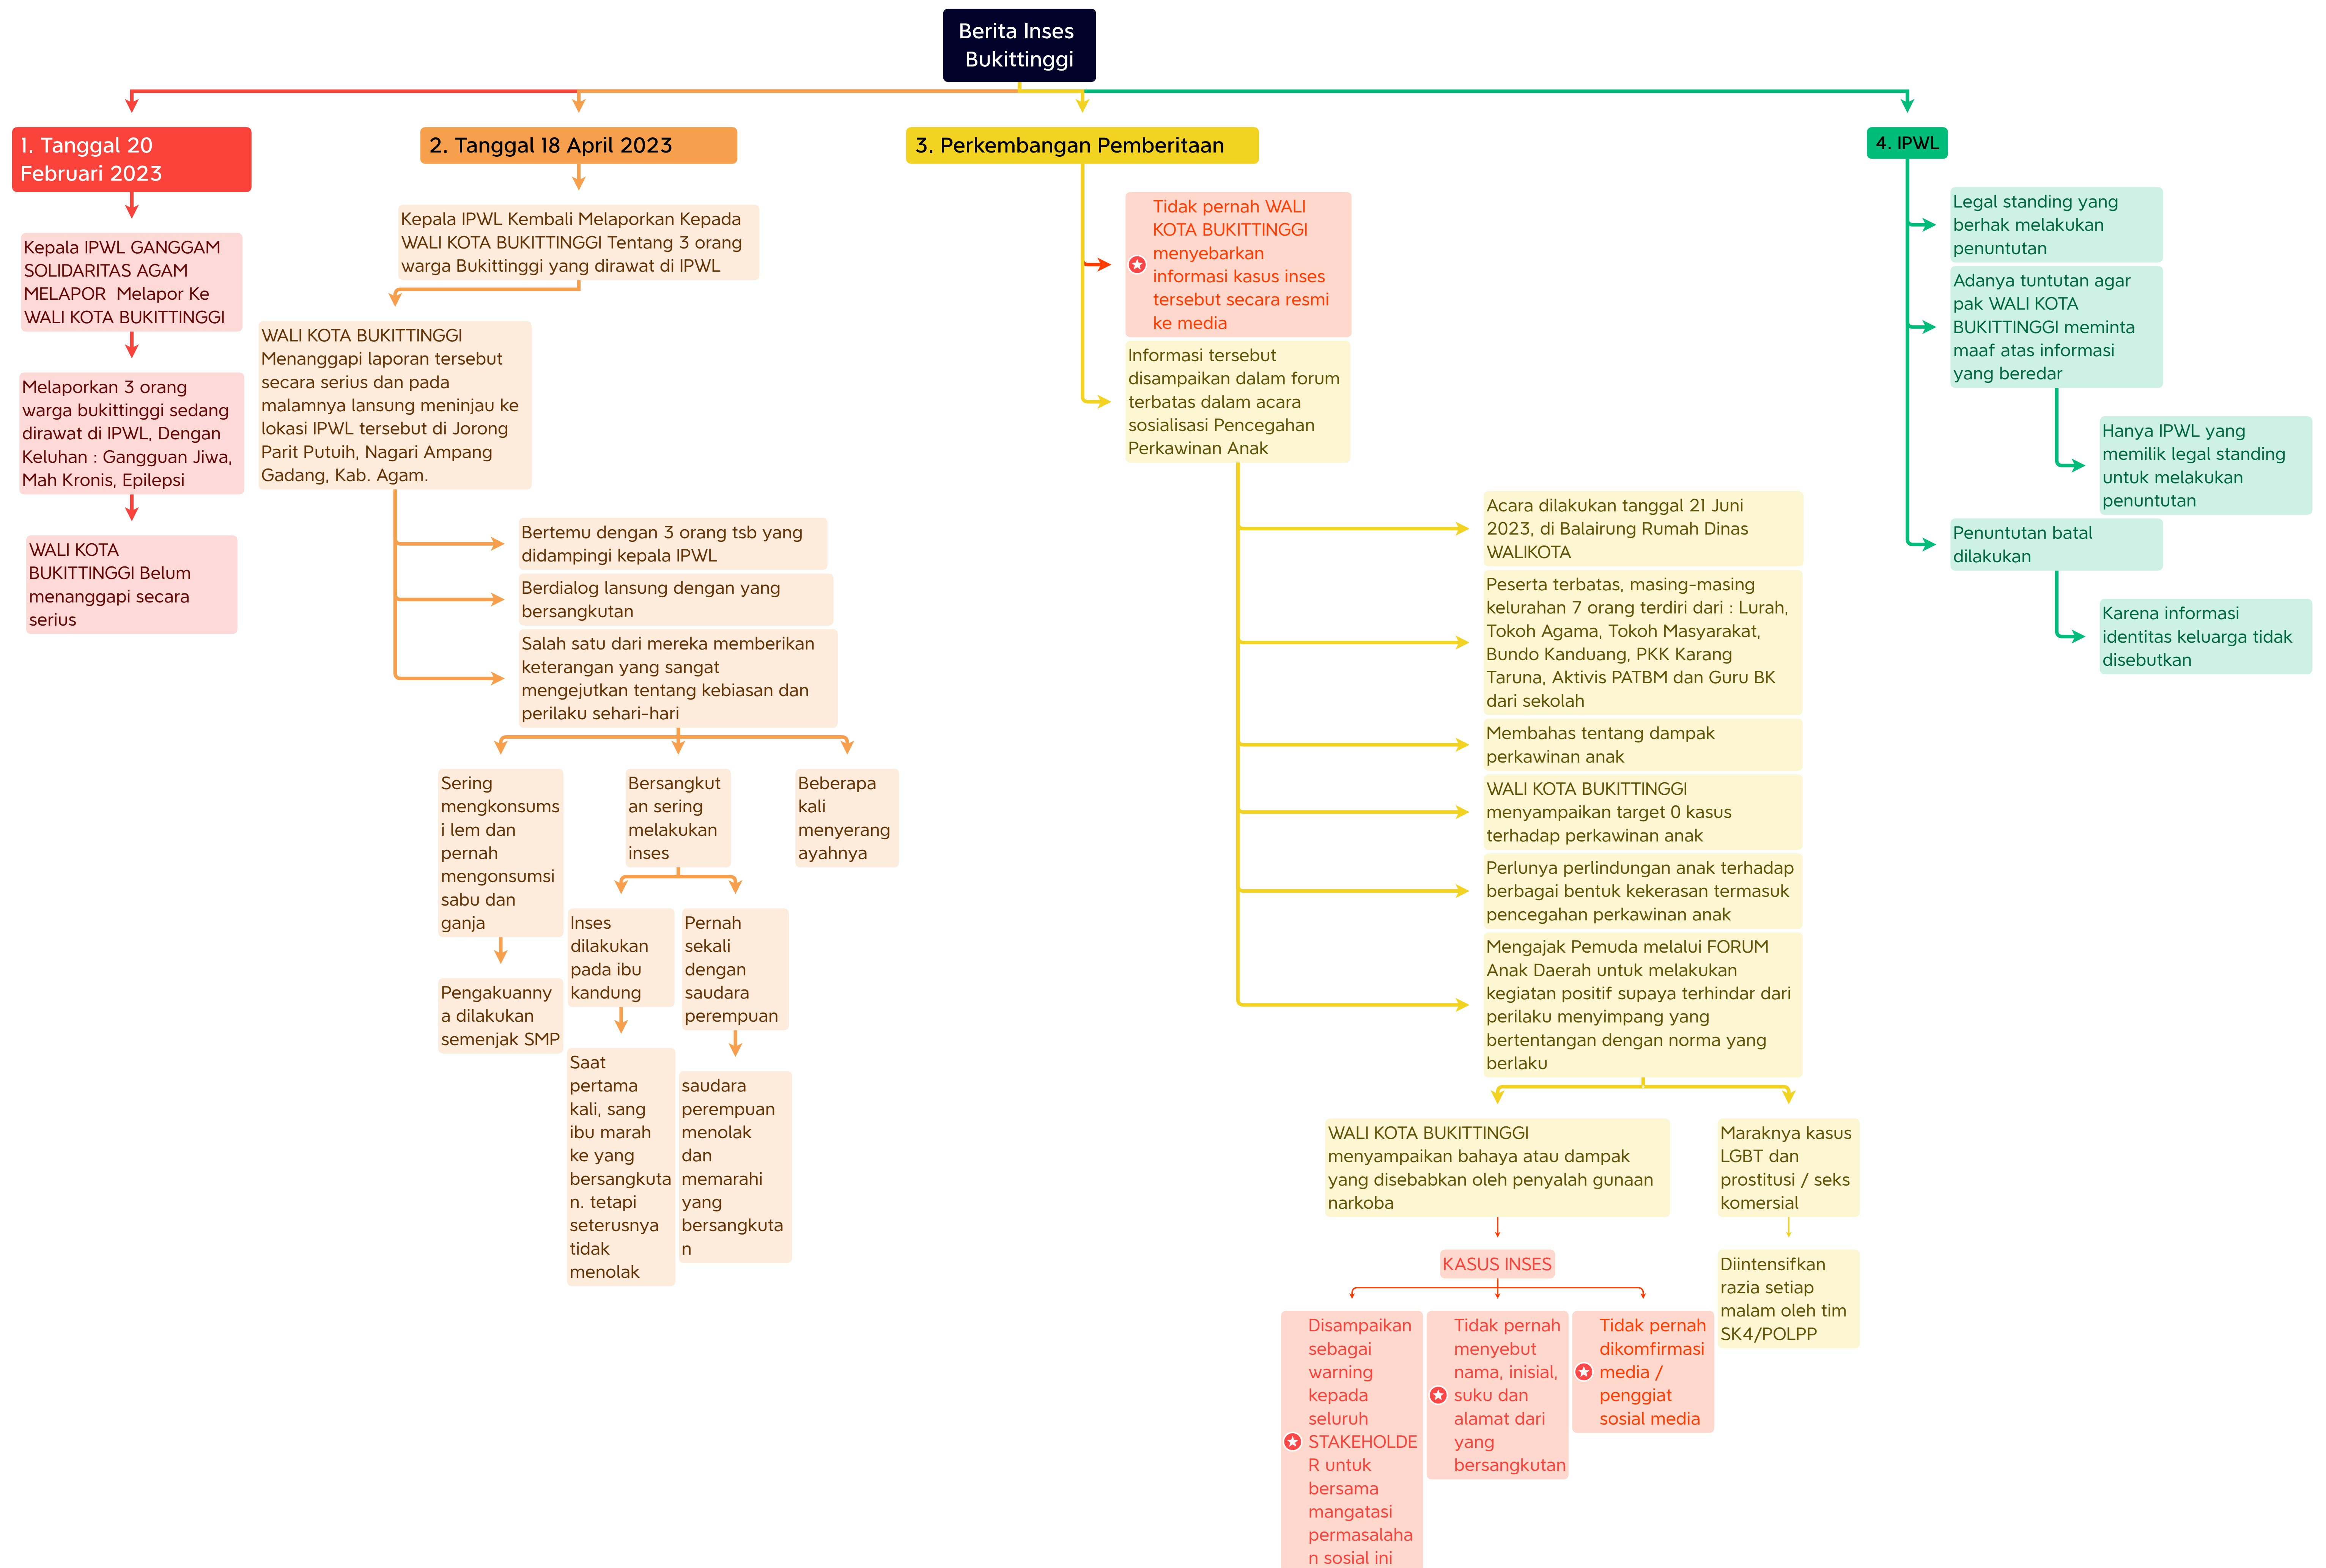 Berita Inses
Bukittinggi
1. Tanggal 20
Februari 2023
Kepala IPWL GANGGAM
SOLIDARITAS AGAM
MELAPOR  Melapor Ke
WALI KOTA BUKITTINGGI
Melaporkan 3 orang
warga bukittinggi sedang
dirawat di IPWL, Dengan
Keluhan : Gangguan Jiwa,
Mah Kronis, Epilepsi
WALI KOTA
BUKITTINGGI Belum
menanggapi secara
serius
2. Tanggal 18 April 2023
Kepala IPWL Kembali Melaporkan Kepada
WALI KOTA BUKITTINGGI Tentang 3 orang
warga Bukittinggi yang dirawat di IPWL
WALI KOTA BUKITTINGGI
Menanggapi laporan tersebut
secara serius dan pada
malamnya lansung meninjau ke
lokasi IPWL tersebut di Jorong
Parit Putuih, Nagari Ampang
Gadang, Kab. Agam.
Bertemu dengan 3 orang tsb yang
didampingi kepala IPWL
Berdialog lansung dengan yang
bersangkutan
Salah satu dari mereka memberikan
keterangan yang sangat
mengejutkan tentang kebiasan dan
perilaku sehari-hari
Sering
mengkonsums
i lem dan
pernah
mengonsumsi
sabu dan
ganja
Pengakuanny
a dilakukan
semenjak SMP
Bersangkut
an sering
melakukan
inses
Inses
dilakukan
pada ibu
kandung
Saat
pertama
kali, sang
ibu marah
ke yang
bersangkuta
n. tetapi
seterusnya
tidak
menolak
Pernah
sekali
dengan
saudara
perempuan
saudara
perempuan
menolak
dan
memarahi
yang
bersangkuta
n
Beberapa
kali
menyerang
ayahnya
3. Perkembangan Pemberitaan
Tidak pernah WALI
KOTA BUKITTINGGI
menyebarkan
informasi kasus inses
tersebut secara resmi
ke media
Informasi tersebut
disampaikan dalam forum
terbatas dalam acara
sosialisasi Pencegahan
Perkawinan Anak
Acara dilakukan tanggal 21 Juni
2023, di Balairung Rumah Dinas
WALIKOTA
Peserta terbatas, masing-masing
kelurahan 7 orang terdiri dari : Lurah,
Tokoh Agama, Tokoh Masyarakat,
Bundo Kanduang, PKK Karang
Taruna, Aktivis PATBM dan Guru BK
dari sekolah
Membahas tentang dampak
perkawinan anak
WALI KOTA BUKITTINGGI
menyampaikan target 0 kasus
terhadap perkawinan anak
Perlunya perlindungan anak terhadap
berbagai bentuk kekerasan termasuk
pencegahan perkawinan anak
Mengajak Pemuda melalui FORUM
Anak Daerah untuk melakukan
kegiatan positif supaya terhindar dari
perilaku menyimpang yang
bertentangan dengan norma yang
berlaku
WALI KOTA BUKITTINGGI
menyampaikan bahaya atau dampak
yang disebabkan oleh penyalah gunaan
narkoba
KASUS INSES
Disampaikan
sebagai
warning
kepada
seluruh
STAKEHOLDE
R untuk
bersama
mangatasi
permasalaha
n sosial ini
Tidak pernah
menyebut
nama, inisial,
suku dan
alamat dari
yang
bersangkutan
Tidak pernah
dikomfirmasi
media /
penggiat
sosial media
Maraknya kasus
LGBT dan
prostitusi / seks
komersial
Diintensifkan
razia setiap
malam oleh tim
SK4/POLPP
4. IPWL
Legal standing yang
berhak melakukan
penuntutan
Adanya tuntutan agar
pak WALI KOTA
BUKITTINGGI meminta
maaf atas informasi
yang beredar
Hanya IPWL yang
memilik legal standing
untuk melakukan
penuntutan
Penuntutan batal
dilakukan
Karena informasi
identitas keluarga tidak
disebutkan